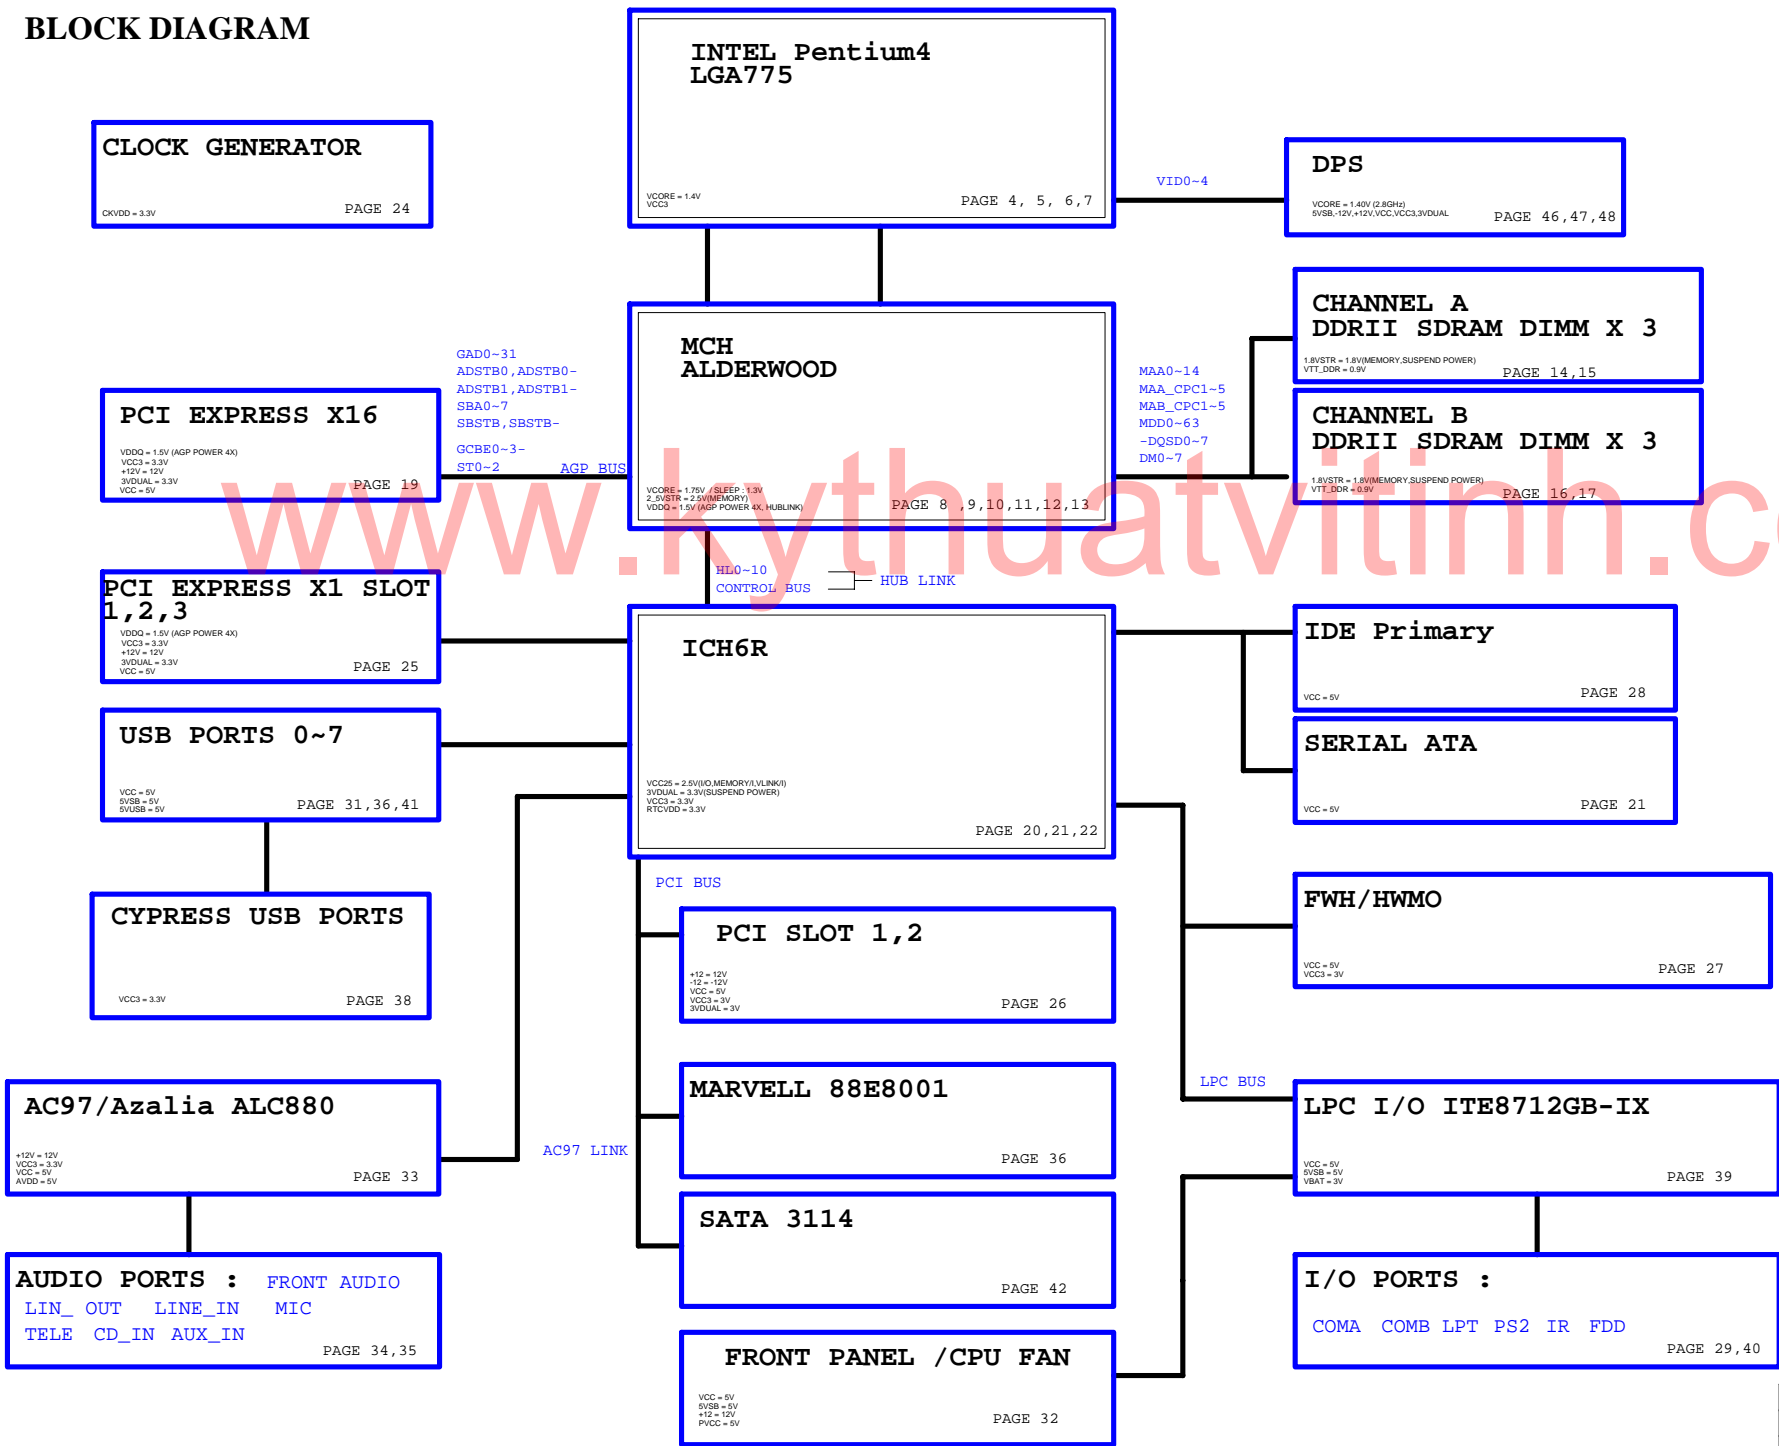 BLOCK DIAGRAM
INTEL Pentium4
LGA775
VCORE = 1.4V
VCC3
PAGE 4, 5, 6,7
CLOCK GENERATOR
CKVDD = 3.3V
PAGE 24
VID0~4
DPS
VCORE = 1.40V (2.8GHz)
5VSB,-12V,+12V,VCC,VCC3,3VDUAL
PAGE 46,47,48
CHANNEL A
DDRII SDRAM DIMM X 3
1.8VSTR = 1.8V(MEMORY,SUSPEND POWER)
VTT_DDR = 0.9V
PAGE 14,15
CHANNEL B
DDRII SDRAM DIMM X 3
1.8VSTR = 1.8V(MEMORY,SUSPEND POWER)
VTT_DDR = 0.9V
PAGE 16,17
MCH
ALDERWOOD
VCORE = 1.75V / SLEEP : 1.3V
2_5VSTR = 2.5V(MEMORY)
VDDQ = 1.5V (AGP POWER 4X, HUBLINK)
PAGE 8 ,9,10,11,12,13
GAD0~31
ADSTB0,ADSTB0-
ADSTB1,ADSTB1-
SBA0~7
SBSTB,SBSTB-
GCBE0~3-
ST0~2
AGP BUS
MAA0~14
MAA_CPC1~5
MAB_CPC1~5
MDD0~63
-DQSD0~7
DM0~7
PCI EXPRESS X16
VDDQ = 1.5V (AGP POWER 4X)
VCC3 = 3.3V
+12V = 12V
3VDUAL = 3.3V
VCC = 5V
PAGE 19
www.kythuatvitinh.c
HL0~10
CONTROL BUS
HUB LINK
PCI EXPRESS X1 SLOT
1,2,3
VDDQ = 1.5V (AGP POWER 4X)
VCC3 = 3.3V
+12V = 12V
3VDUAL = 3.3V
VCC = 5V
PAGE 25
ICH6R
VCC25 = 2.5V(I/O,MEMORY/I,VLINK/I)
3VDUAL = 3.3V(SUSPEND POWER)
VCC3 = 3.3V
RTCVDD = 3.3V
PAGE 20,21,22
IDE Primary
VCC = 5V
PAGE 28
SERIAL ATA
VCC = 5V
PAGE 21
USB PORTS 0~7
VCC = 5V
5VSB = 5V
5VUSB = 5V
PAGE 31,36,41
CYPRESS USB PORTS
VCC3 = 3.3V
PAGE 38
PCI BUS
PCI SLOT 1,2
+12 = 12V
-12 = -12V
VCC = 5V
VCC3 = 3V
3VDUAL = 3V
PAGE 26
FWH/HWMO
VCC = 5V
VCC3 = 3V
PAGE 27
AC97/Azalia ALC880
+12V = 12V
VCC3 = 3.3V
VCC = 5V
AVDD = 5V
PAGE 33
AC97 LINK
MARVELL 88E8001
PAGE 36
LPC BUS
LPC I/O ITE8712GB-IX
VCC = 5V
5VSB = 5V
VBAT = 3V
PAGE 39
SATA 3114
PAGE 42
AUDIO PORTS : FRONT AUDIO
LIN_ OUT LINE_IN MIC
TELE CD_IN AUX_IN
PAGE 34,35
I/O PORTS :
COMA COMB LPT PS2 IR FDD
PAGE 29,40
FRONT PANEL /CPU FAN
VCC = 5V
5VSB = 5V
+12 = 12V
PVCC = 5V
PAGE 32